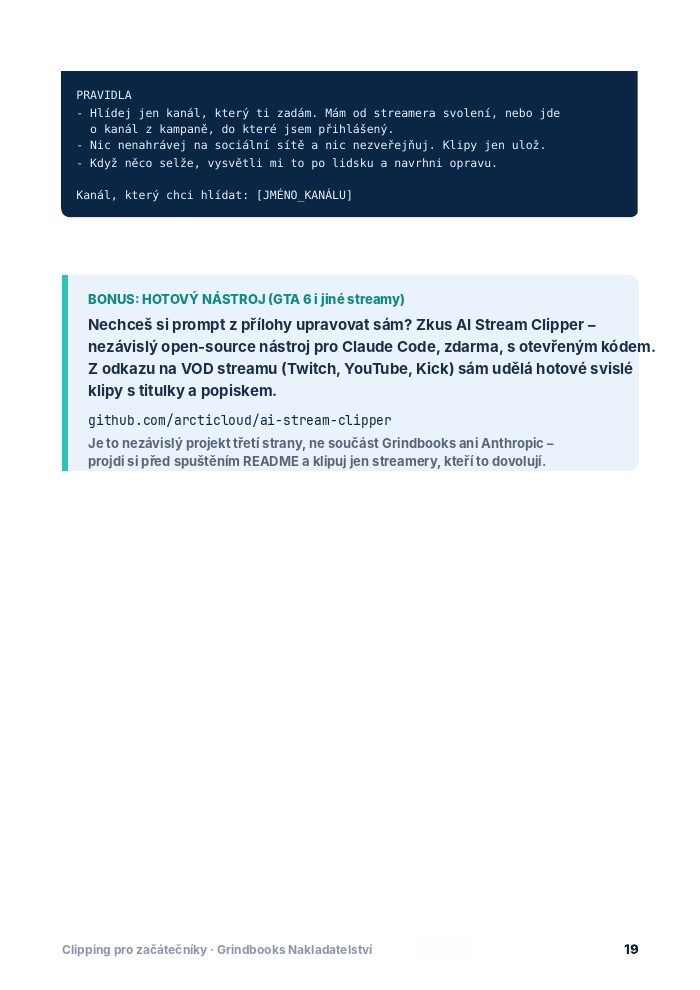 PRAVIDLA
- Hlídej jen kanál, který ti zadám. Mám od streamera svolení, nebo jde
o kanál z kampaně, do které jsem přihlášený.
- Nic nenahrávej na sociální sítě a nic nezveřejňuj. Klipy jen ulož.
- Když něco selže, vysvětli mi to po lidsku a navrhni opravu.
Kanál, který chci hlídat: [JMÉNO_KANÁLU]
BONUS: HOTOVÝ NÁSTROJ (GTA 6 i jiné streamy)
Nechceš si prompt z přílohy upravovat sám? Zkus AI Stream Clipper –
nezávislý open-source nástroj pro Claude Code, zdarma, s otevřeným kódem.
Z odkazu na VOD streamu (Twitch, YouTube, Kick) sám udělá hotové svislé
klipy s titulky a popiskem.
github.com/arcticloud/ai-stream-clipper
Je to nezávislý projekt třetí strany, ne součást Grindbooks ani Anthropic –
projdi si před spuštěním README a klipuj jen streamery, kteří to dovolují.
Clipping pro začátečníky · Grindbooks Nakladatelství
19